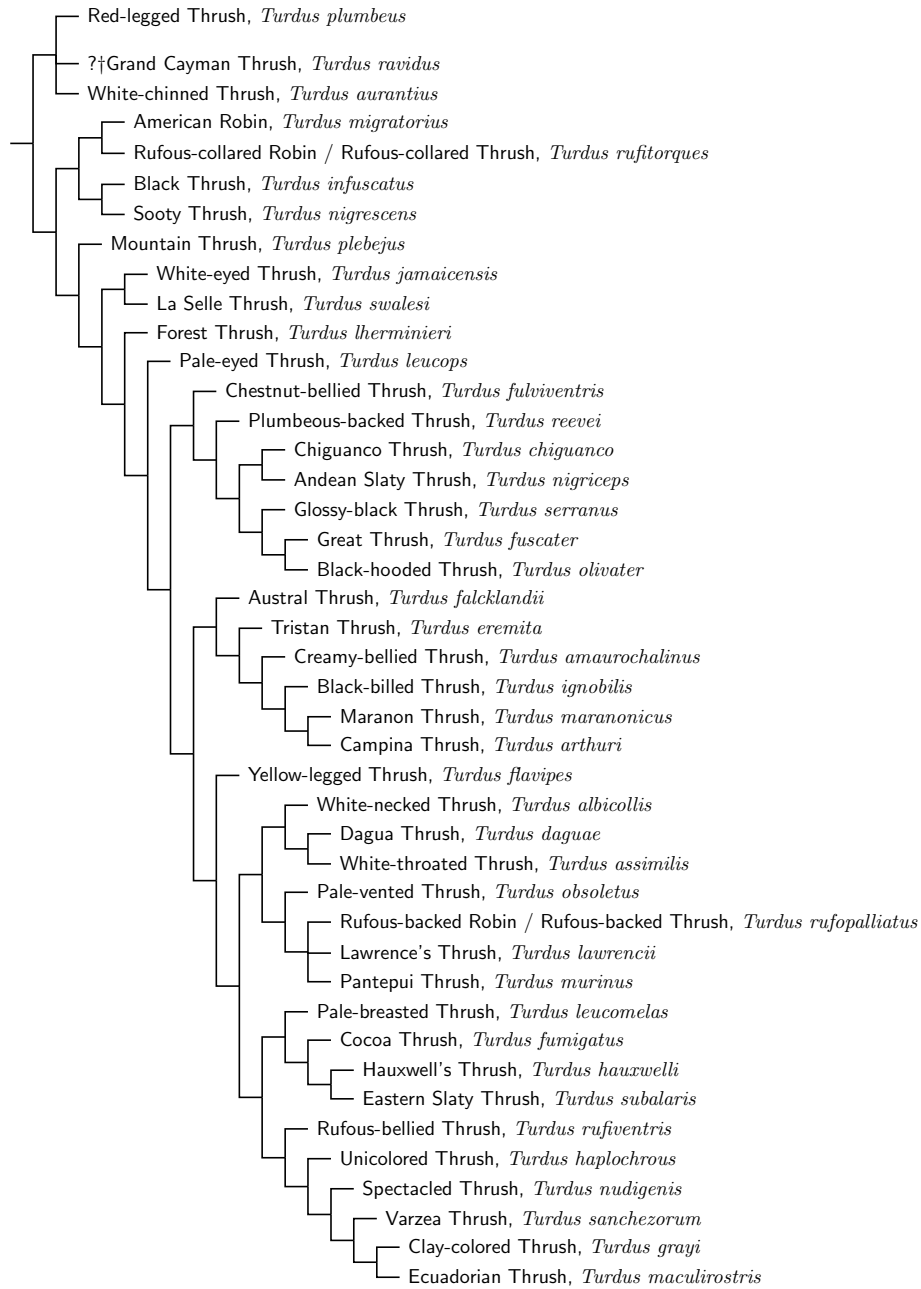 Red-legged Thrush, Turdus plumbeus
?†Grand Cayman Thrush, Turdus ravidus
White-chinned Thrush, Turdus aurantius
American Robin, Turdus migratorius
Rufous-collared Robin / Rufous-collared Thrush, Turdus rufitorques
Black Thrush, Turdus infuscatus
Sooty Thrush, Turdus nigrescens
Mountain Thrush, Turdus plebejus
White-eyed Thrush, Turdus jamaicensis
La Selle Thrush, Turdus swalesi
Forest Thrush, Turdus lherminieri
Pale-eyed Thrush, Turdus leucops
Chestnut-bellied Thrush, Turdus fulviventris
Plumbeous-backed Thrush, Turdus reevei
Chiguanco Thrush, Turdus chiguanco
Andean Slaty Thrush, Turdus nigriceps
Glossy-black Thrush, Turdus serranus
Great Thrush, Turdus fuscater
Black-hooded Thrush, Turdus olivater
Austral Thrush, Turdus falcklandii
Tristan Thrush, Turdus eremita
Creamy-bellied Thrush, Turdus amaurochalinus
Black-billed Thrush, Turdus ignobilis
Maranon Thrush, Turdus maranonicus
Campina Thrush, Turdus arthuri
Yellow-legged Thrush, Turdus flavipes
White-necked Thrush, Turdus albicollis
Dagua Thrush, Turdus daguae
White-throated Thrush, Turdus assimilis
Pale-vented Thrush, Turdus obsoletus
Rufous-backed Robin / Rufous-backed Thrush, Turdus rufopalliatus
Lawrence's Thrush, Turdus lawrencii
Pantepui Thrush, Turdus murinus
Pale-breasted Thrush, Turdus leucomelas
Cocoa Thrush, Turdus fumigatus
Hauxwell's Thrush, Turdus hauxwelli
Eastern Slaty Thrush, Turdus subalaris
Rufous-bellied Thrush, Turdus rufiventris
Unicolored Thrush, Turdus haplochrous
Spectacled Thrush, Turdus nudigenis
Varzea Thrush, Turdus sanchezorum
Clay-colored Thrush, Turdus grayi
Ecuadorian Thrush, Turdus maculirostris